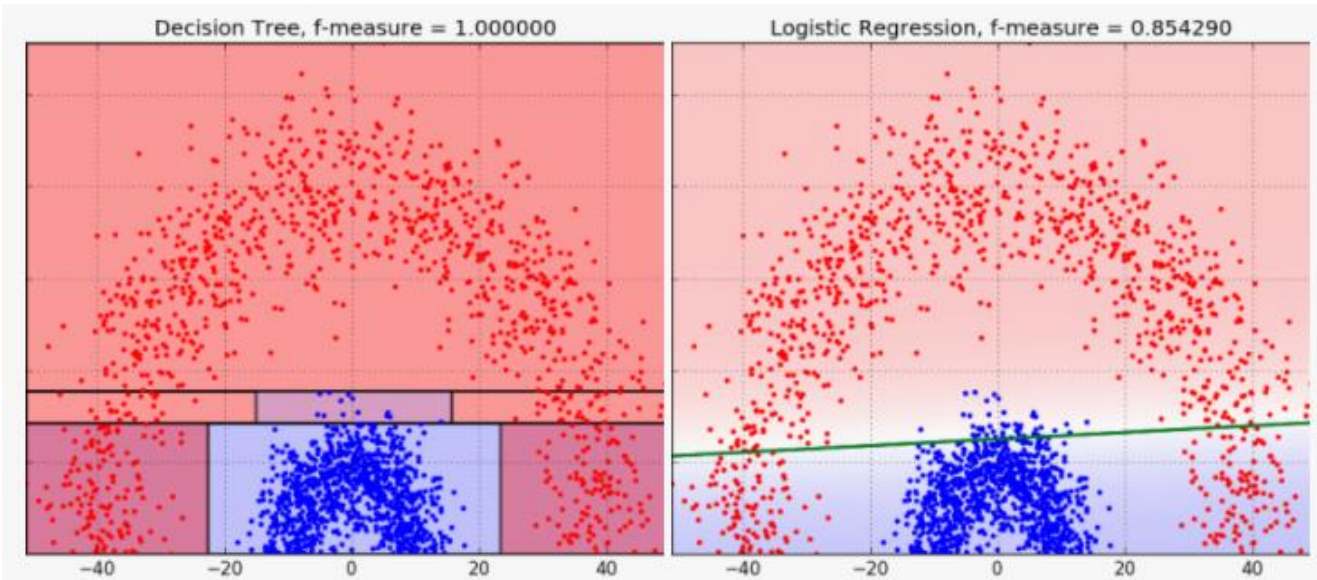 Decision Tree, f-measure = 1.000000
Logistic Regression, f-measure = 0.854290
−40 −20 0 20 40
−40 −20 0 20 40